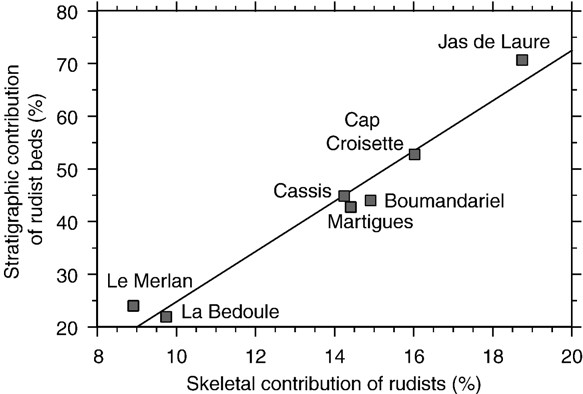 Stratigraphic contribution
of rudist beds (%)
80
70
60
50
40
30
20
Jas de Laure
Cap
Croisette
Cassis
Boumandariel
Martigues
Le Merlan
La Bedoule
8
10
12
14
16
18
20
Skeletal contribution of rudists (%)